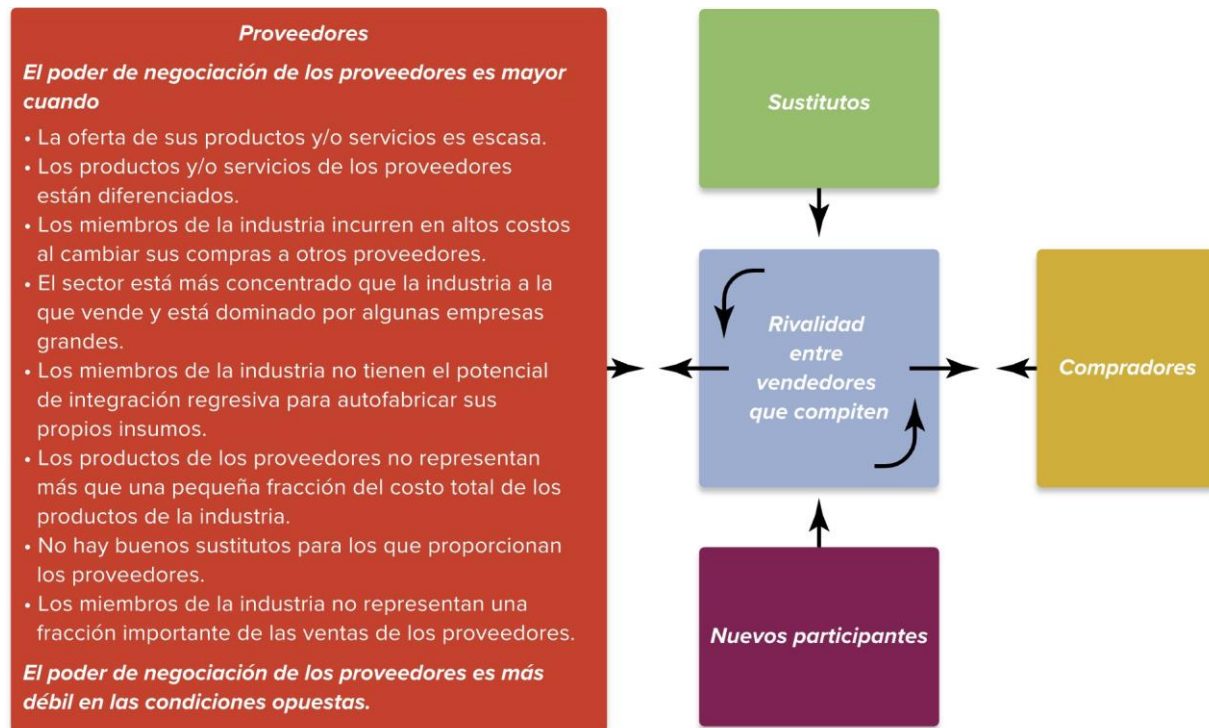 Proveedores
El poder de negociación de los proveedores es mayor
cuando
• La oferta de sus productos y/o servicios es escasa.
• Los productos y/o servicios de los proveedores
están diferenciados.
• Los miembros de la industria incurren en altos costos
al cambiar sus compras a otros proveedores.
• El sector está más concentrado que la industria a la
que vende y está dominado por algunas empresas
grandes.
• Los miembros de la industria no tienen el potencial
de integración regresiva para autofabricar sus
propios insumos.
• Los productos de los proveedores no representan
más que una pequeña fracción del costo total de los
productos de la industria.
• No hay buenos sustitutos para los que proporcionan
los proveedores.
• Los miembros de la industria no representan una
fracción importante de las ventas de los proveedores.
El poder de negociación de los proveedores es más
débil en las condiciones opuestas.
Sustitutos
Rivalidad
entre
vendedores
que compiten
Compradores
Nuevos participantes